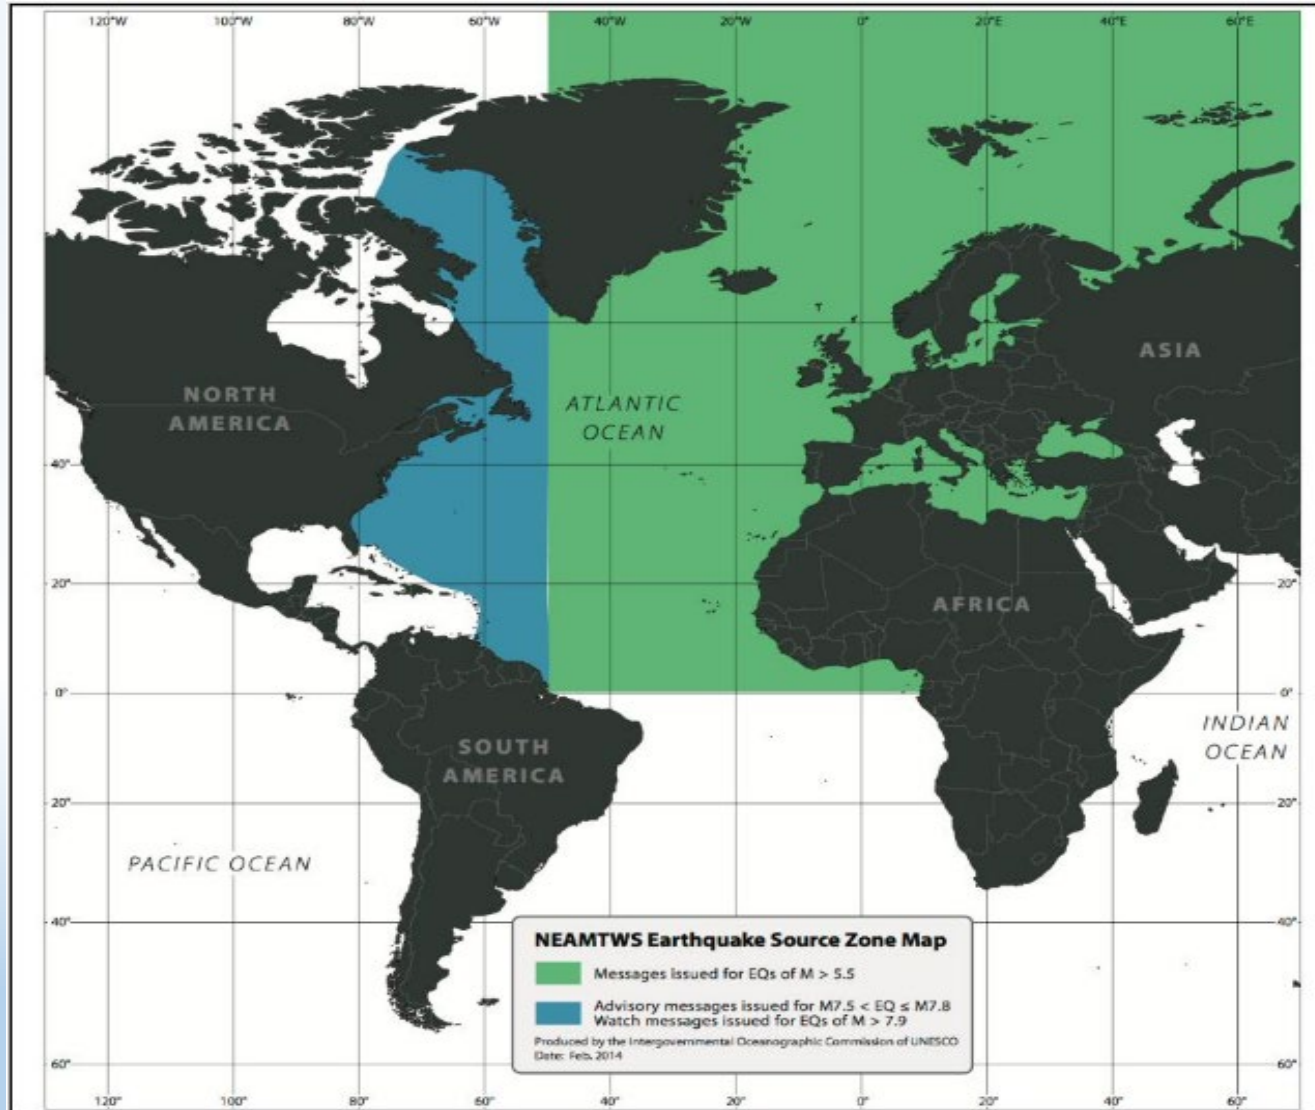 120°W 100°W 80°W 60°W 40°W 20°W 0° 20°E 40°E 60°E
ASIA
NORTH
AMERICA
ATLANTIC
OCEAN
40° 40°
20° 20°
AFRICA
0° 0°
INDIAN
OCEAN
SOUTH
AMERICA
20° 20°
PACIFIC OCEAN
40° 40°
NEAMTWS Earthquake Source Zone Map
Messages issued for EQs of M > 5.5
Advisory messages issued for M7.5 < EQ ≤ M7.8
Watch messages issued for EQs of M > 7.9
Produced by the Intergovernmental Oceanographic Commission of UNESCO
Date: Feb. 2014
60° 60°
120° 100° 80° 60° 40° 20° 0° 20° 40° 60°